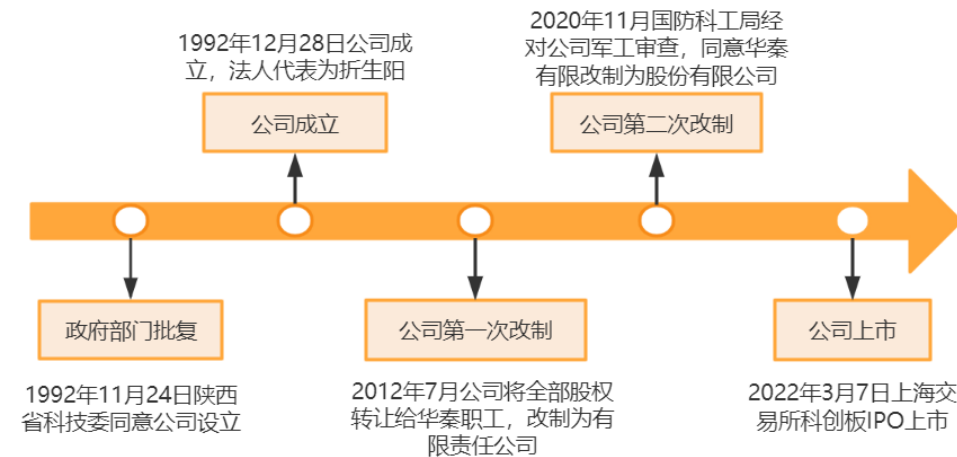 1992年12月28日公司成
立，法人代表为折生阳
公司成立
2020年11月国防科工局经
对公司军工审查，同意华秦
有限改制为股份有限公司
公司第二次改制
政府部门批复
1992年11月24日陕西
省科技委同意公司设立
公司第一次改制
2012年7月公司将全部股权
转让给华秦职工，改制为有
限责任公司
公司上市
2022年3月7日上海交
易所科创板IPO上市